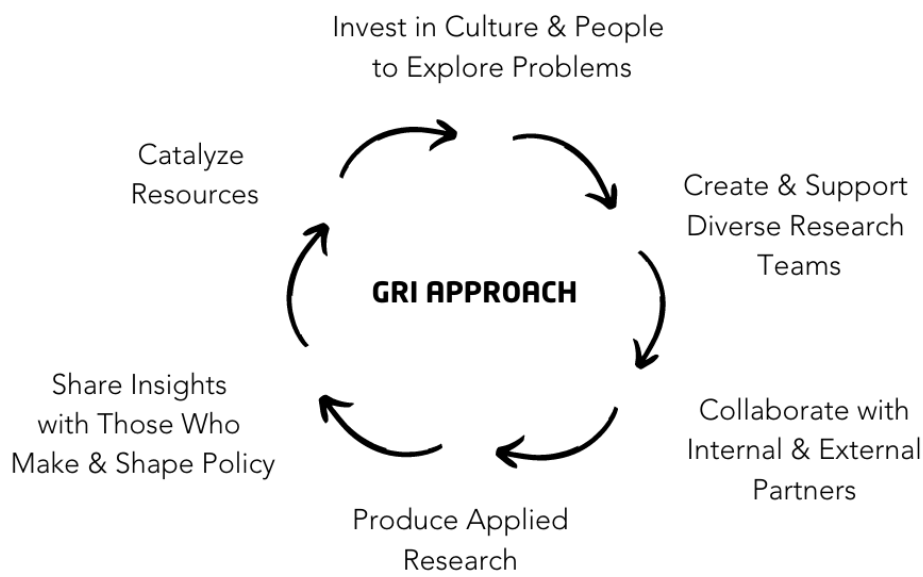 Invest in Culture & People
to Explore Problems
Create & Support
Diverse Research
Teams
Collaborate with
Internal & External
Partners
Produce Applied
Research
Share Insights
with Those Who
Make & Shape Policy
Catalyze
Resources
GRI APPROACH